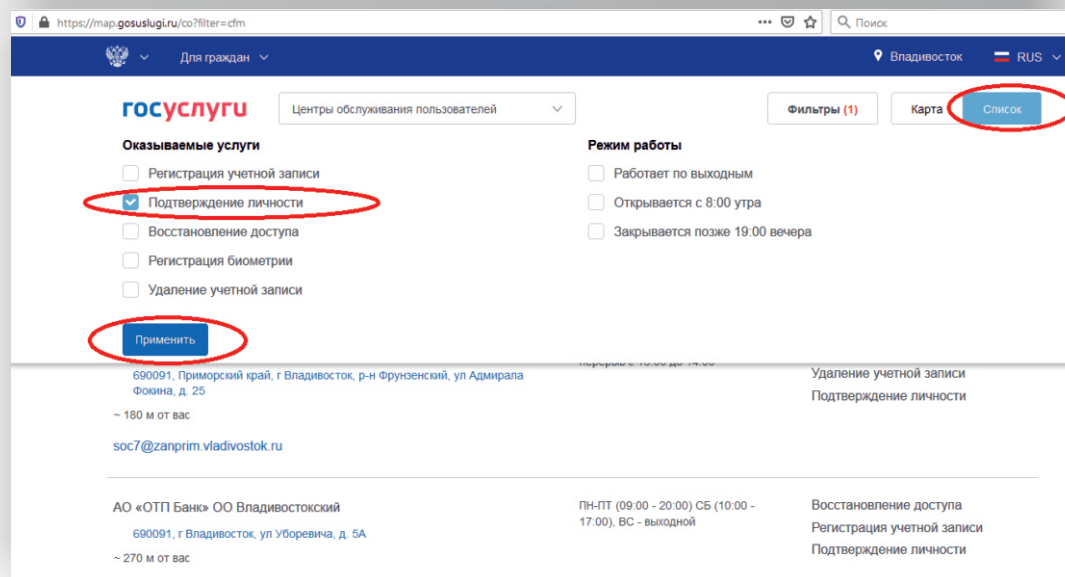 https://map.gosuslugi.ru/co?filter=cfm
Поиск
Для граждан
Владивосток
RUS
госуслуги
Центры обслуживания пользователей
Фильтры (1)
Карта
Список
Оказываемые услуги
Режим работы
Регистрация учетной записи
Работает по выходным
Подтверждение личности
Открывается с 8:00 утра
Восстановление доступа
Закрывается позже 19:00 вечера
Регистрация биометрии
Удаление учетной записи
Применить
690091, Приморский край, г Владивосток, р-н Фрунзенский, ул Адмирала
Фокина, д. 25
Удаление учетной записи
Подтверждение личности
~ 180 м от вас
soc7@zanprim.vladivostok.ru
АО «ОТП Банк» ОО Владивостокский
ПН-ПТ (09:00 - 20:00) СБ (10:00 -
17:00), ВС - выходной
Восстановление доступа
Регистрация учетной записи
Подтверждение личности
690091, г Владивосток, ул Уборевича, д. 5А
~ 270 м от вас